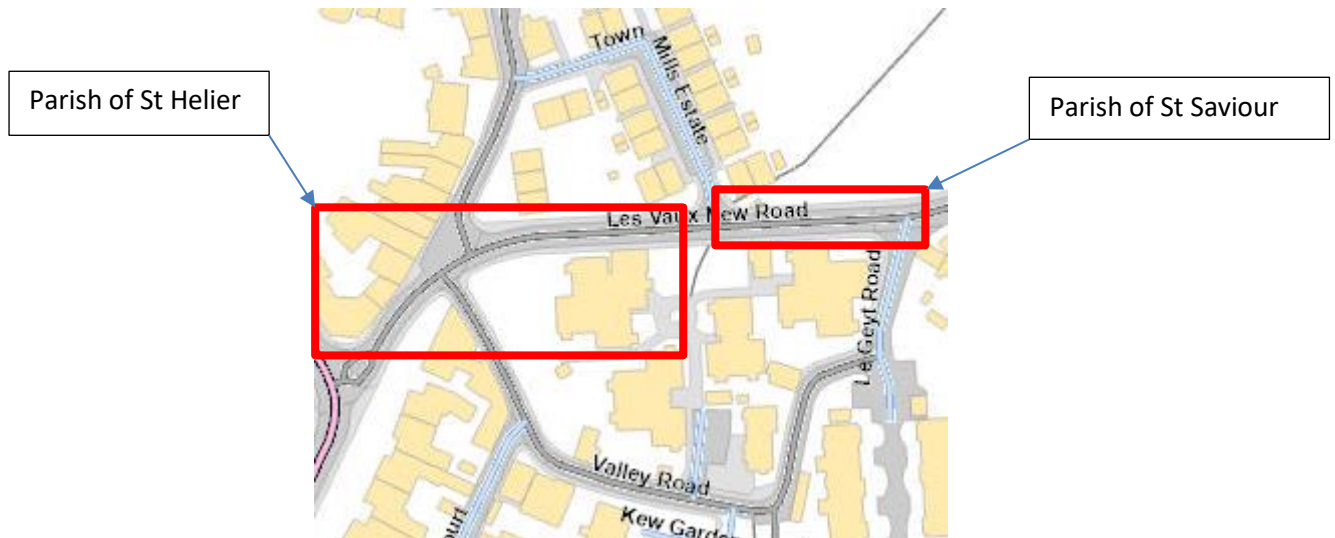 Parish of St Helier
Parish of St Saviour
Town Mills Estate
Les Vaux New Road
Le Geyt Road
Valley Road
Kew